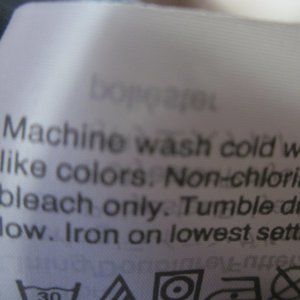 Machine wash cold w
like colors. Non-chlori
bleach only. Tumble d
low. Iron on lowest sett
30